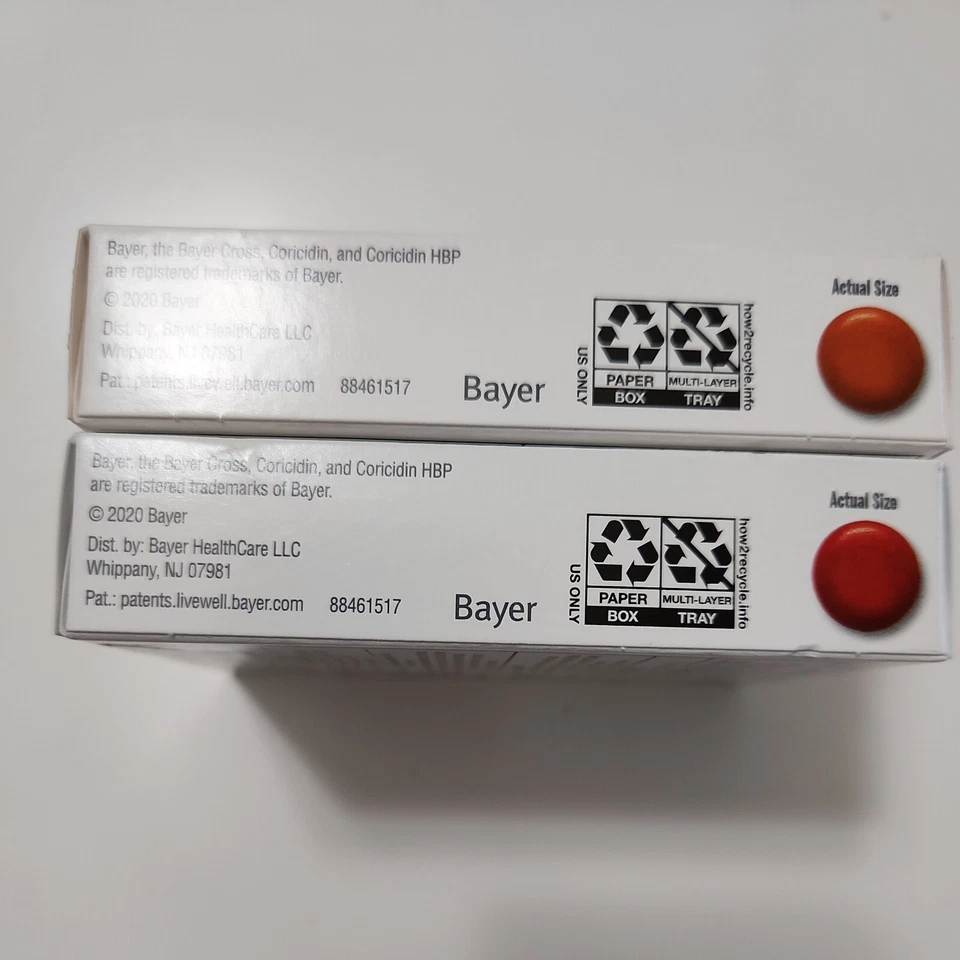 Bayer, the Bayer Cross, Coricidin, and Coricidin HBP
are registered trademarks of Bayer.
© 2020 Bayer
Dist. by: Bayer HealthCare LLC
Whippany, NJ 07981
Pat.: patents.livewell.bayer.com 88461517
Bayer
US ONLY
PAPER
BOX
MULTI-LAYER
TRAY
how2recycle.info
Actual Size
Bayer, the Bayer Cross, Coricidin, and Coricidin HBP
are registered trademarks of Bayer.
© 2020 Bayer
Dist. by: Bayer HealthCare LLC
Whippany, NJ 07981
Pat.: patents.livewell.bayer.com 88461517
Bayer
US ONLY
PAPER
BOX
MULTI-LAYER
TRAY
how2recycle.info
Actual Size